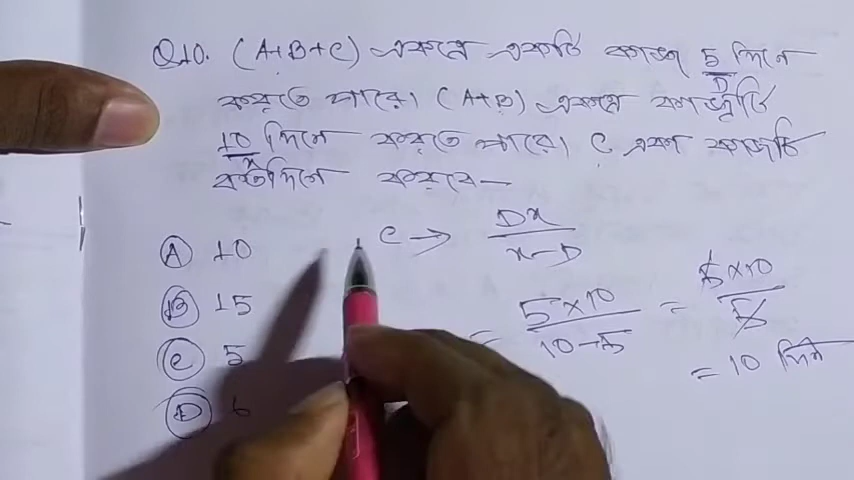 Q10. (A+B+C) একত্রে একটি কাজ 5 দিনে
D
করতে পারে। (A+B) একত্রে কাজটি
10 দিনে করতে পারে। C একা কাজটি
x
কতদিনে করবে—
C → Dx / x-D
(A) 10
= 5×10 / 10-5 = 5×10 / 5
(B) 15
= 10 দিন
(C) 5
(D) 6